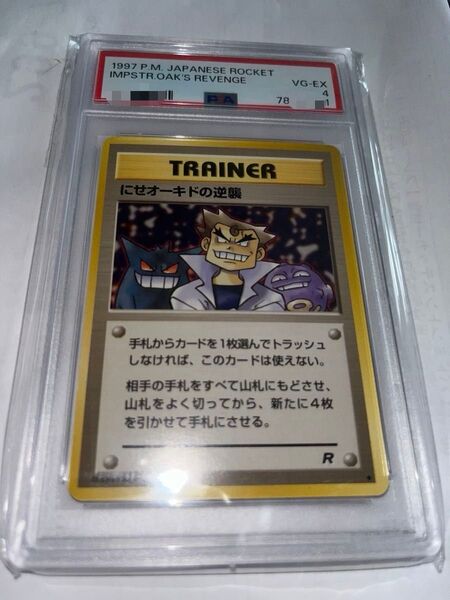 1997 P.M. JAPANESE ROCKET
IMPSTR.OAK'S REVENGE
VG-EX
4
78 1
TRAINER
にせオーキドの逆襲
手札からカードを1枚選んでトラッシュ
しなければ、このカードは使えない。
相手の手札をすべて山札にもどさせ、
山札をよく切ってから、新たに4枚
を引かせて手札にさせる。
R